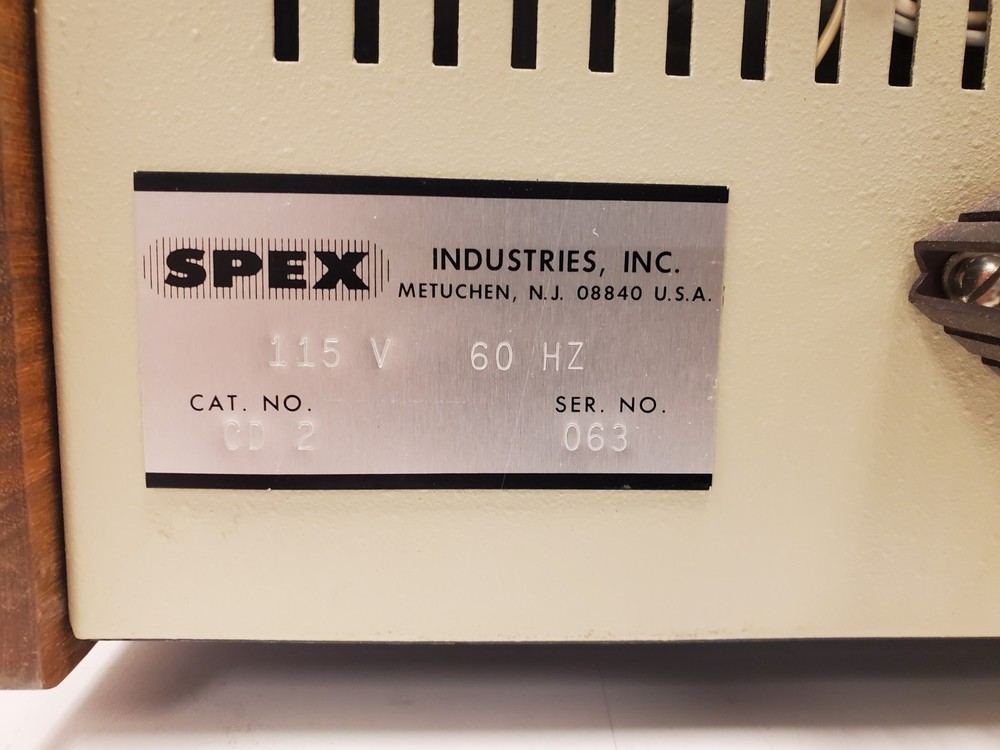 SPEX INDUSTRIES, INC.
METUCHEN, N.J. 08840 U.S.A.
115 V 60 HZ
CAT. NO. SER. NO.
CD 2 063